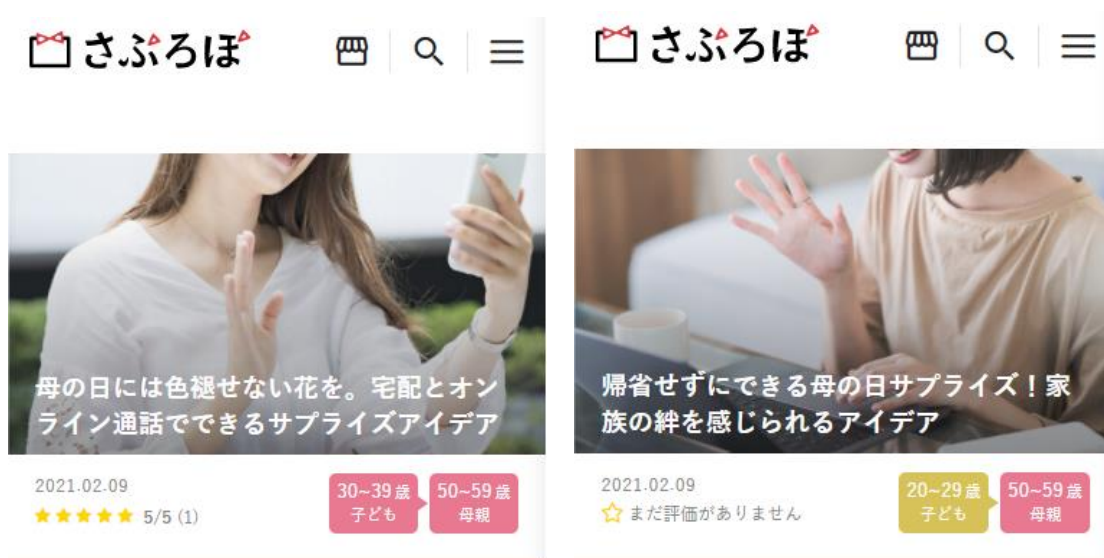 さぷろぽ
母の日には色褪せない花を。宅配とオン
ライン通話でできるサプライズアイデア
2021.02.09
5/5 (1)
30~39歳
子ども
50~59歳
母親
さぷろぽ
帰省せずにできる母の日サプライズ！家
族の絆を感じられるアイデア
2021.02.09
まだ評価がありません
20~29歳
子ども
50~59歳
母親